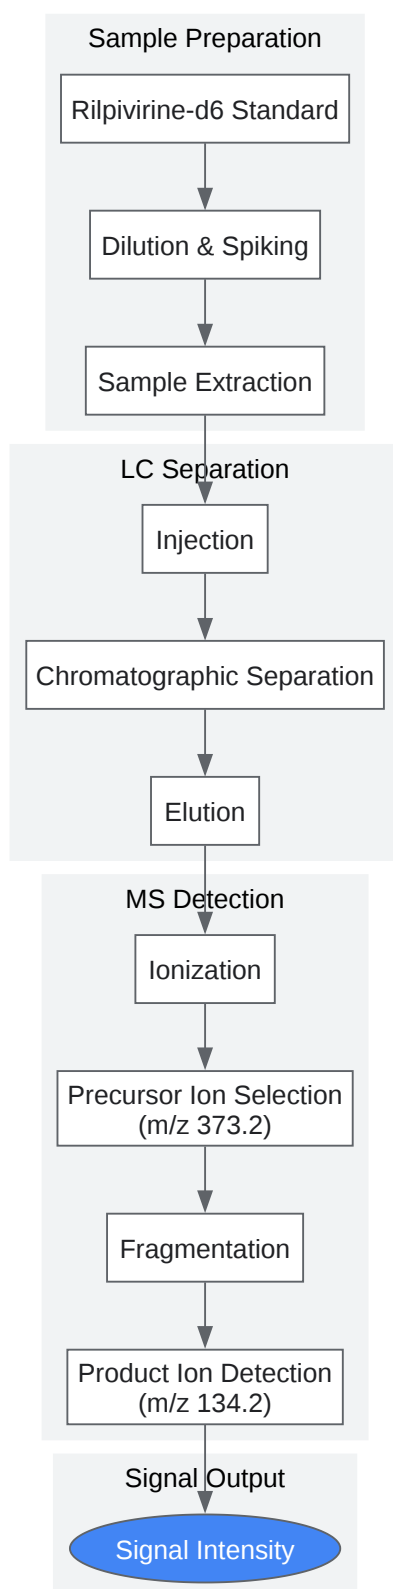 Sample Preparation
Rilpivirine-d6 Standard
Dilution & Spiking
Sample Extraction
LC Separation
Injection
Chromatographic Separation
Elution
MS Detection
Ionization
Precursor Ion Selection
(m/z 373.2)
Fragmentation
Product Ion Detection
(m/z 134.2)
Signal Output
Signal Intensity